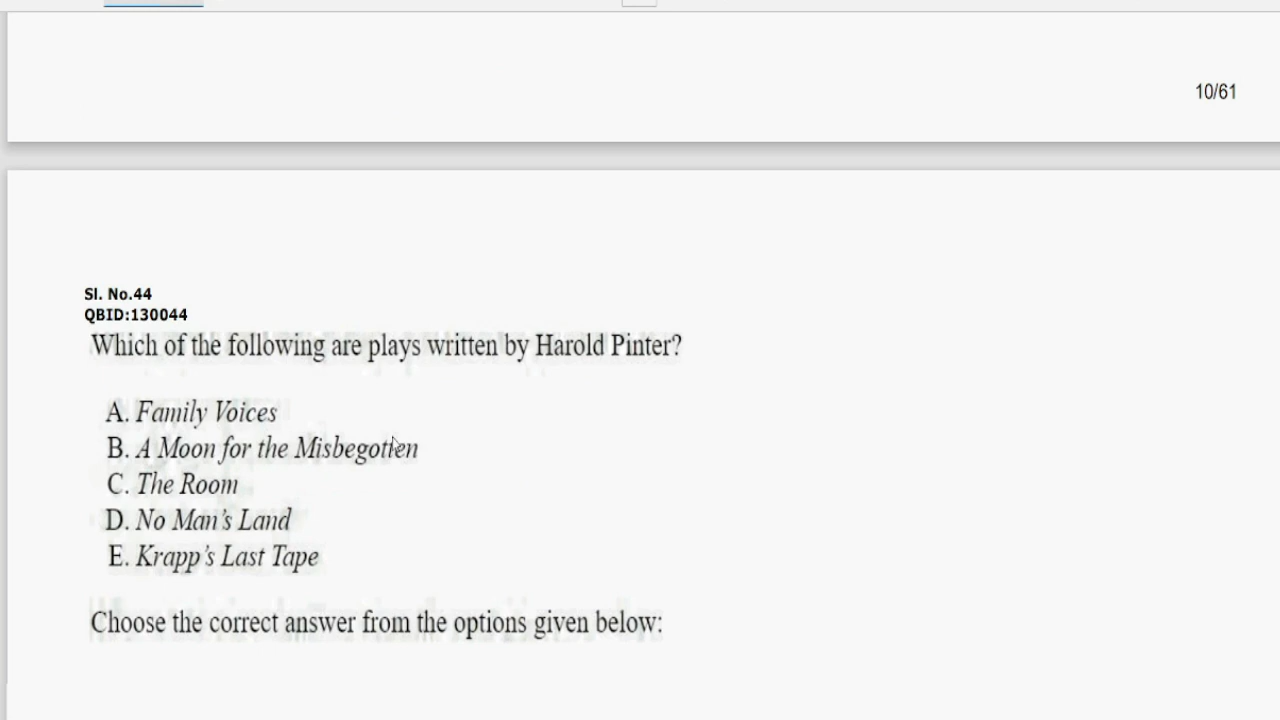 10/61
Sl. No.44
QBID:130044
Which of the following are plays written by Harold Pinter?
A. Family Voices
B. A Moon for the Misbegotten
C. The Room
D. No Man's Land
E. Krapp's Last Tape
Choose the correct answer from the options given below: